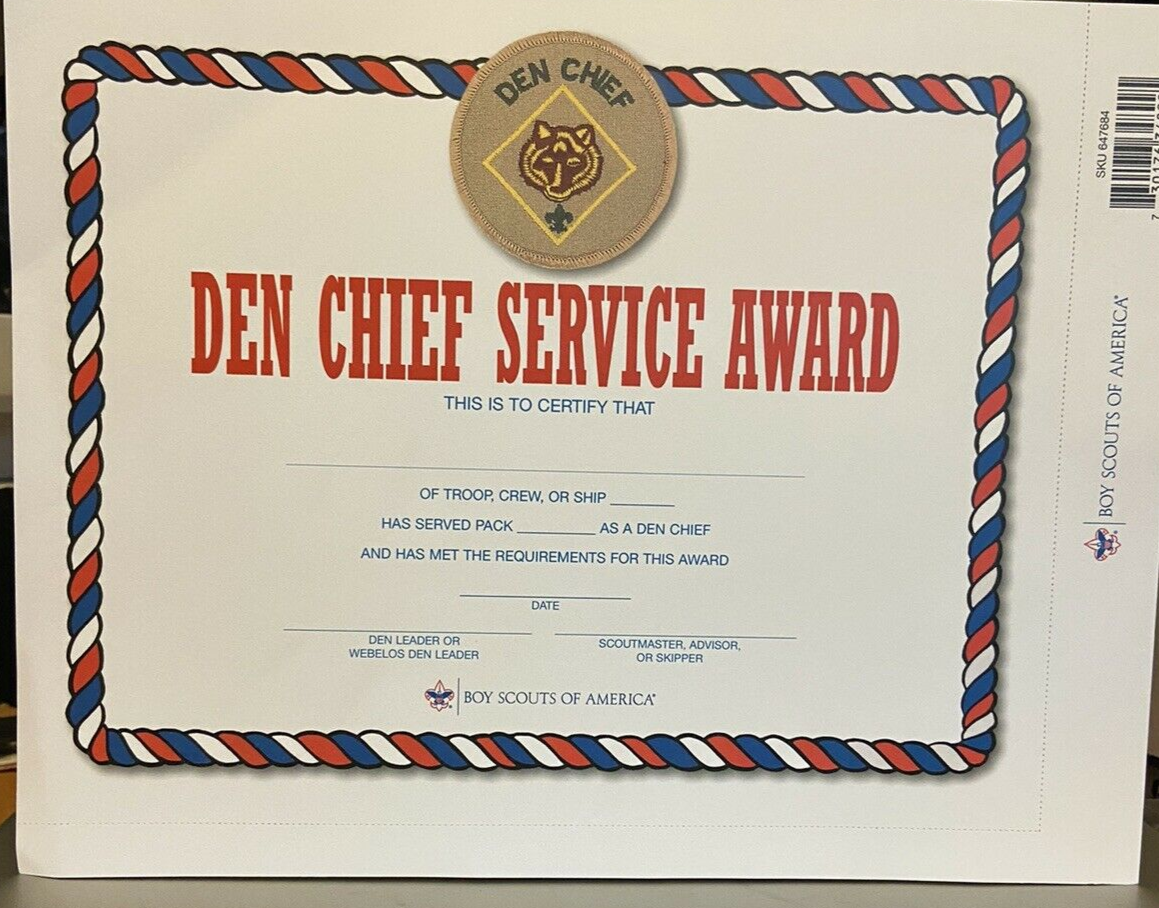 DEN CHIEF
DEN CHIEF SERVICE AWARD
THIS IS TO CERTIFY THAT
OF TROOP, CREW, OR SHIP ______
HAS SERVED PACK ________ AS A DEN CHIEF
AND HAS MET THE REQUIREMENTS FOR THIS AWARD
DATE
DEN LEADER OR
WEBELOS DEN LEADER
SCOUTMASTER, ADVISOR,
OR SKIPPER
BOY SCOUTS OF AMERICA®
SKU 647684
BOY SCOUTS OF AMERICA®